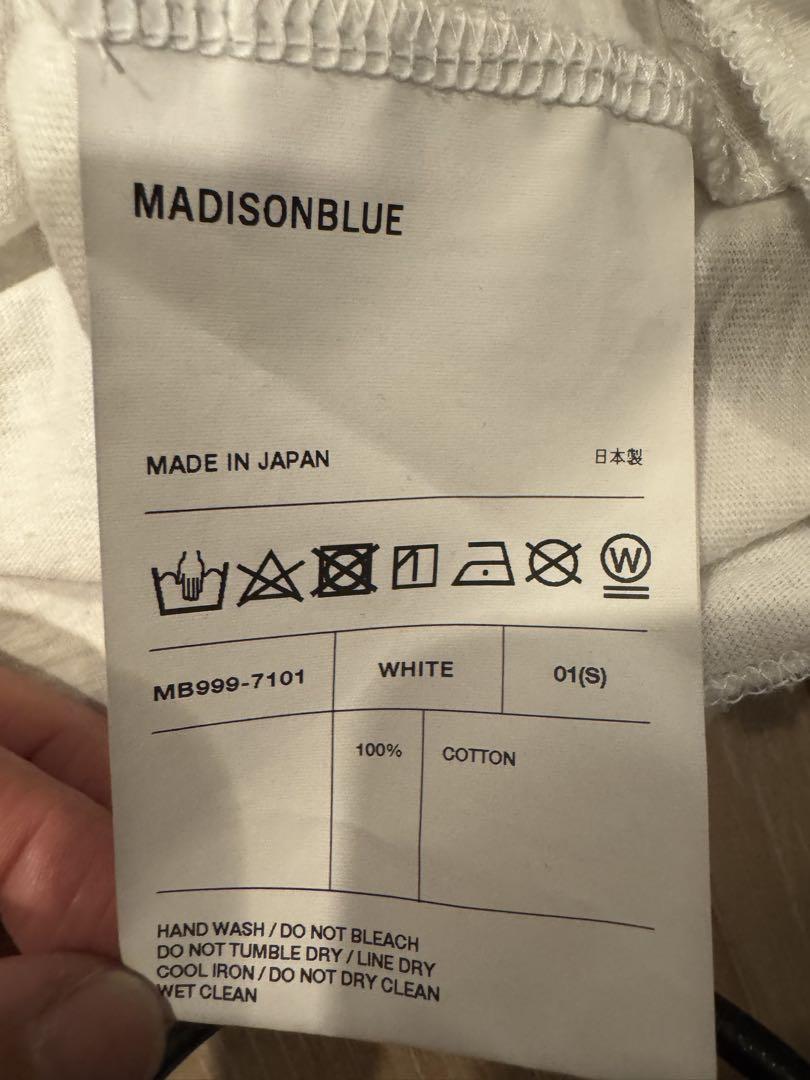 MADISONBLUE
MADE IN JAPAN 日本製
W
MB999-7101 WHITE 01(S)
100% COTTON
HAND WASH / DO NOT BLEACH
DO NOT TUMBLE DRY / LINE DRY
COOL IRON / DO NOT DRY CLEAN
WET CLEAN